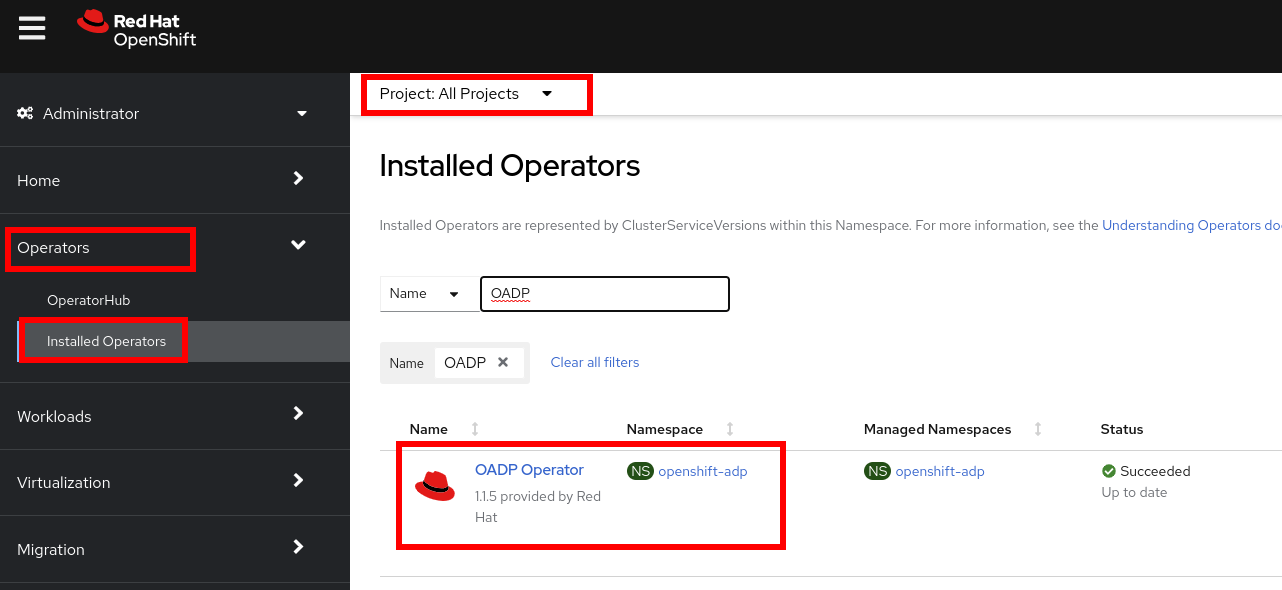 Red Hat
OpenShift
Administrator
Home
Operators
OperatorHub
Installed Operators
Workloads
Virtualization
Migration
Project: All Projects
Installed Operators
Installed Operators are represented by ClusterServiceVersions within this Namespace. For more information, see the Understanding Operators do
Name
OADP
Name OADP Clear all filters
Name Namespace Managed Namespaces Status
OADP Operator NS openshift-adp NS openshift-adp Succeeded
1.1.5 provided by Red Up to date
Hat